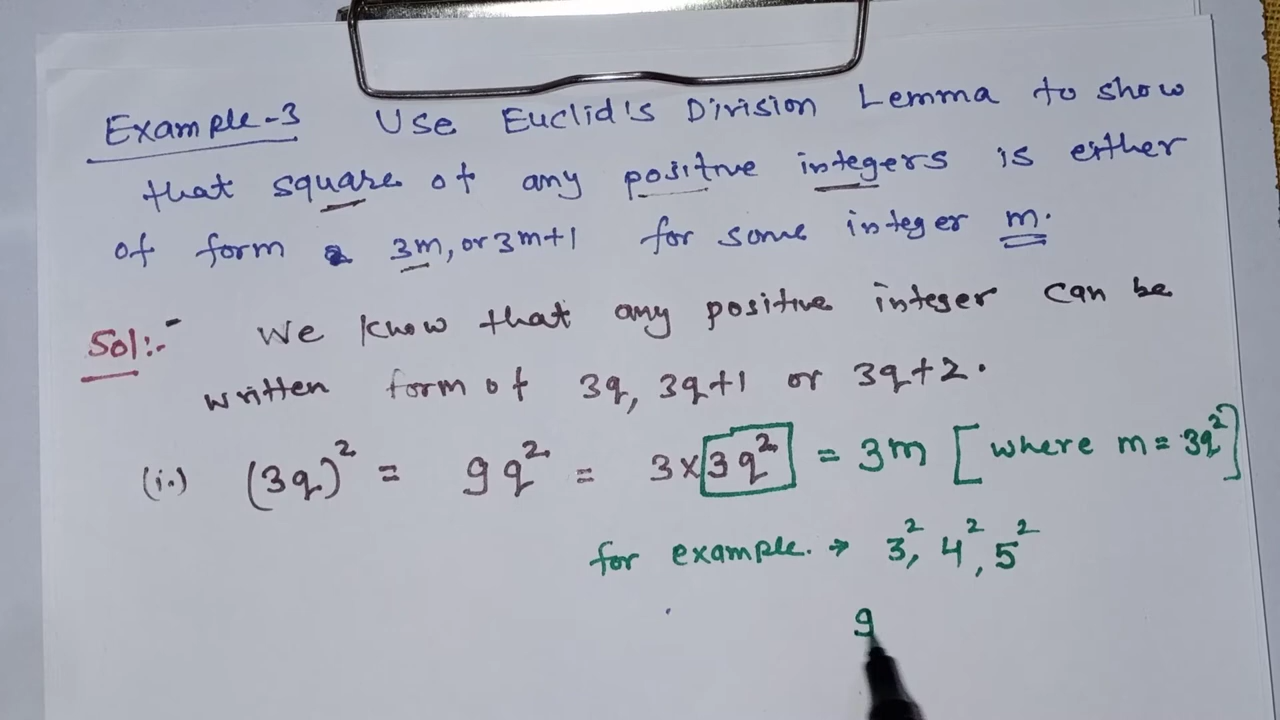 Example-3 Use Euclid's Division Lemma to show
that square of any positive integers is either
of form 3m, or 3m+1 for some integer m.
Sol:- We know that any positive integer can be
written form of 3q, 3q+1 or 3q+2.
(i.) (3q)² = 9q² = 3×3q² = 3m [where m = 3q²]
for example. → 3², 4², 5²
9